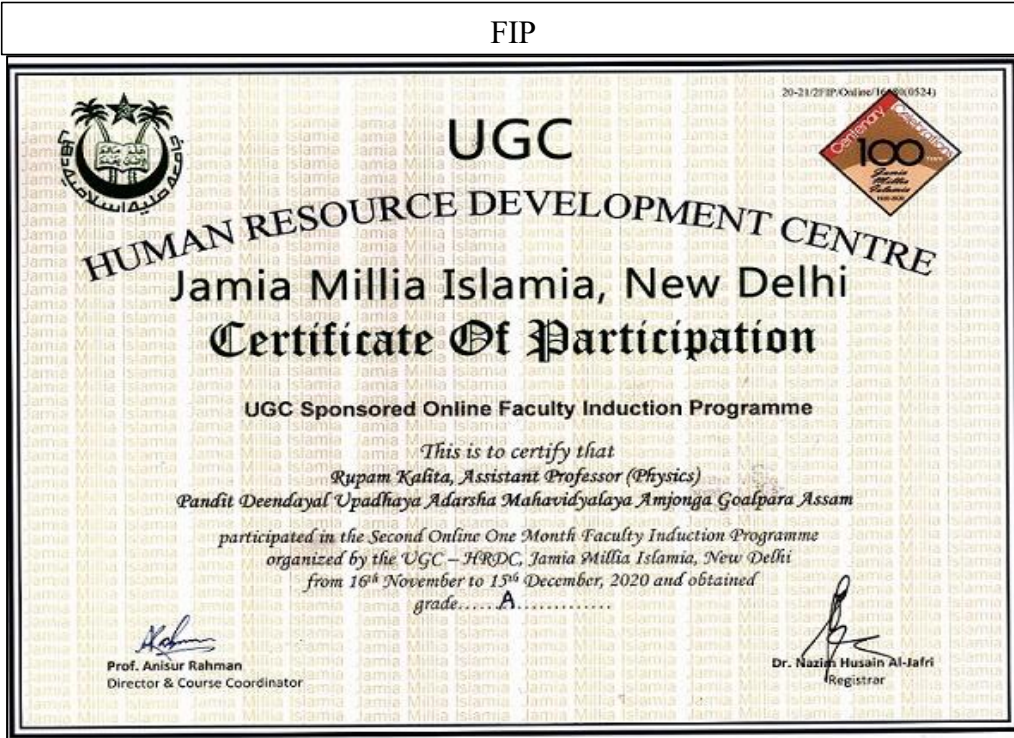 FIP
20-21/2FIP/Online/16
(0524)
UGC
Centenary Celebrations
100
Jamia
Millia
Islamia
HUMAN RESOURCE DEVELOPMENT CENTRE
Jamia Millia Islamia, New Delhi
Certificate Of Participation
UGC Sponsored Online Faculty Induction Programme
This is to certify that
Rupam Kalita, Assistant Professor (Physics)
Pandit Deendayal Upadhaya Adarsha Mahavidyalaya Amjonga Goalpara Assam
participated in the Second Online One Month Faculty Induction Programme
organized by the UGC – HRDC, Jamia Millia Islamia, New Delhi
from 16th November to 15th December, 2020 and obtained
grade......A.............
Prof. Anisur Rahman
Director & Course Coordinator
Dr. Nazim Husain Al-Jafri
Registrar